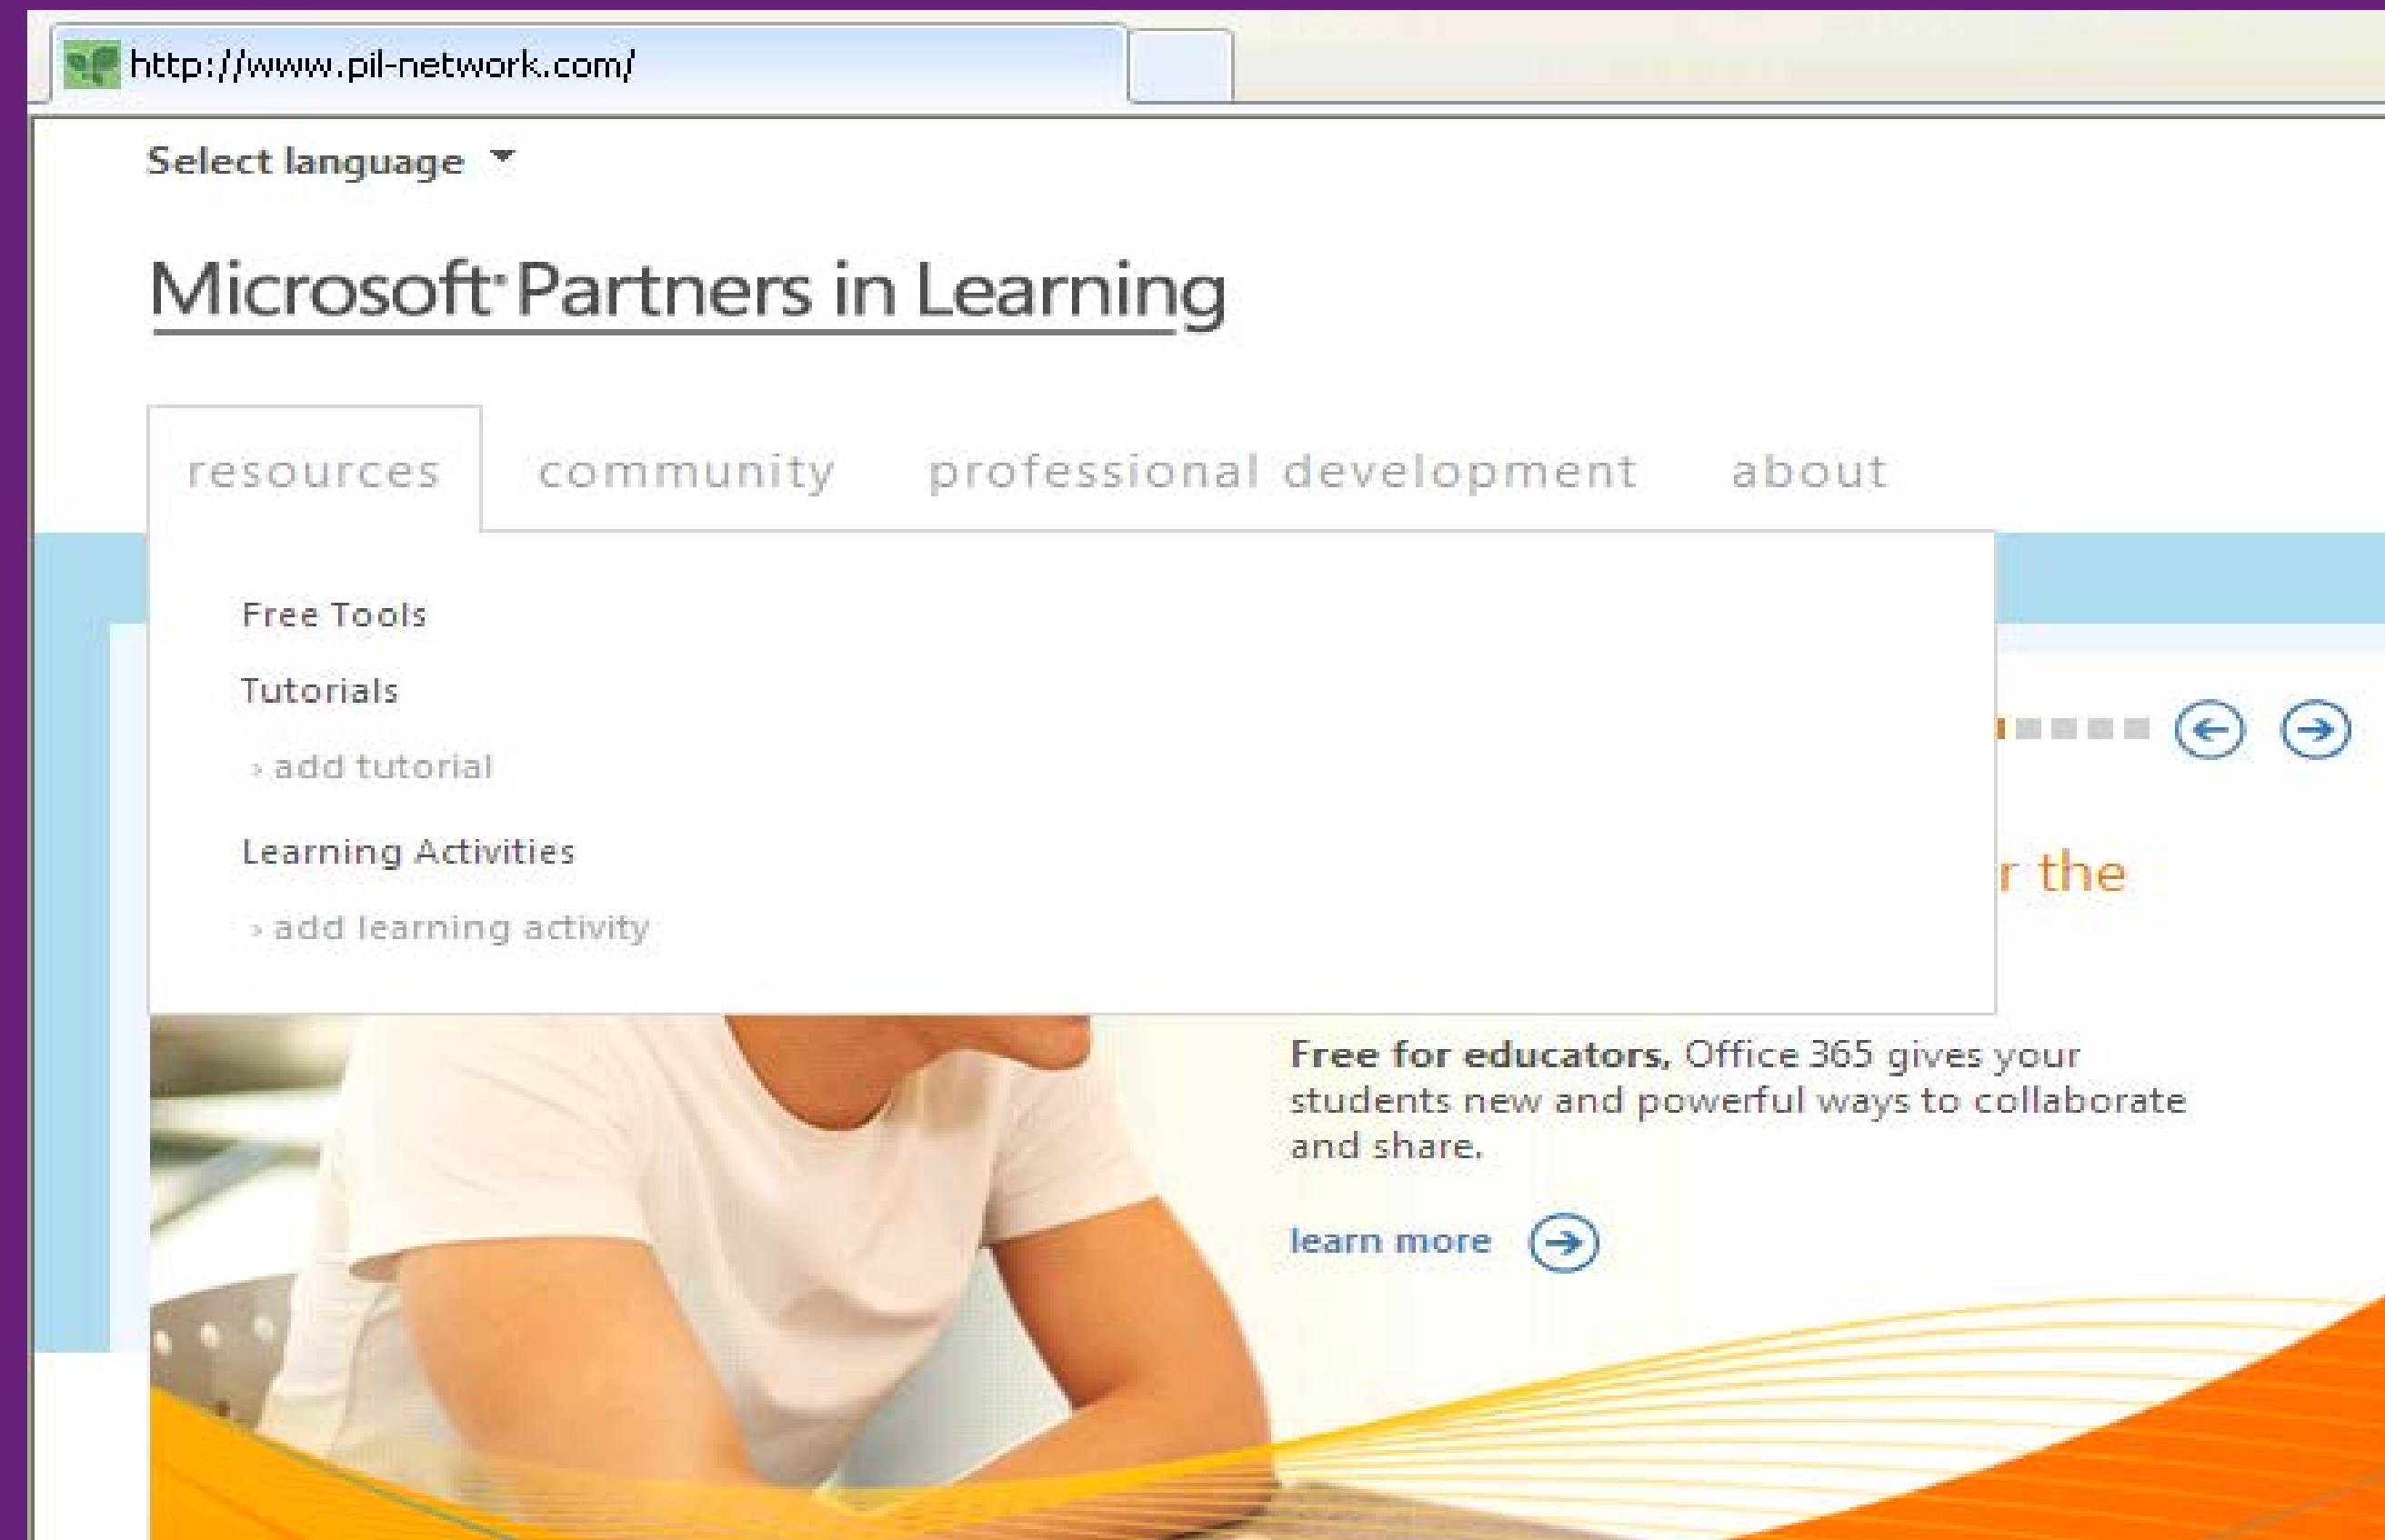 http://www.pil-network.com/
Select language
Microsoft Partners in Learning
resources community professional development about
Free Tools
Tutorials
› add tutorial
Learning Activities
› add learning activity
r the
Free for educators, Office 365 gives your
students new and powerful ways to collaborate
and share.
learn more